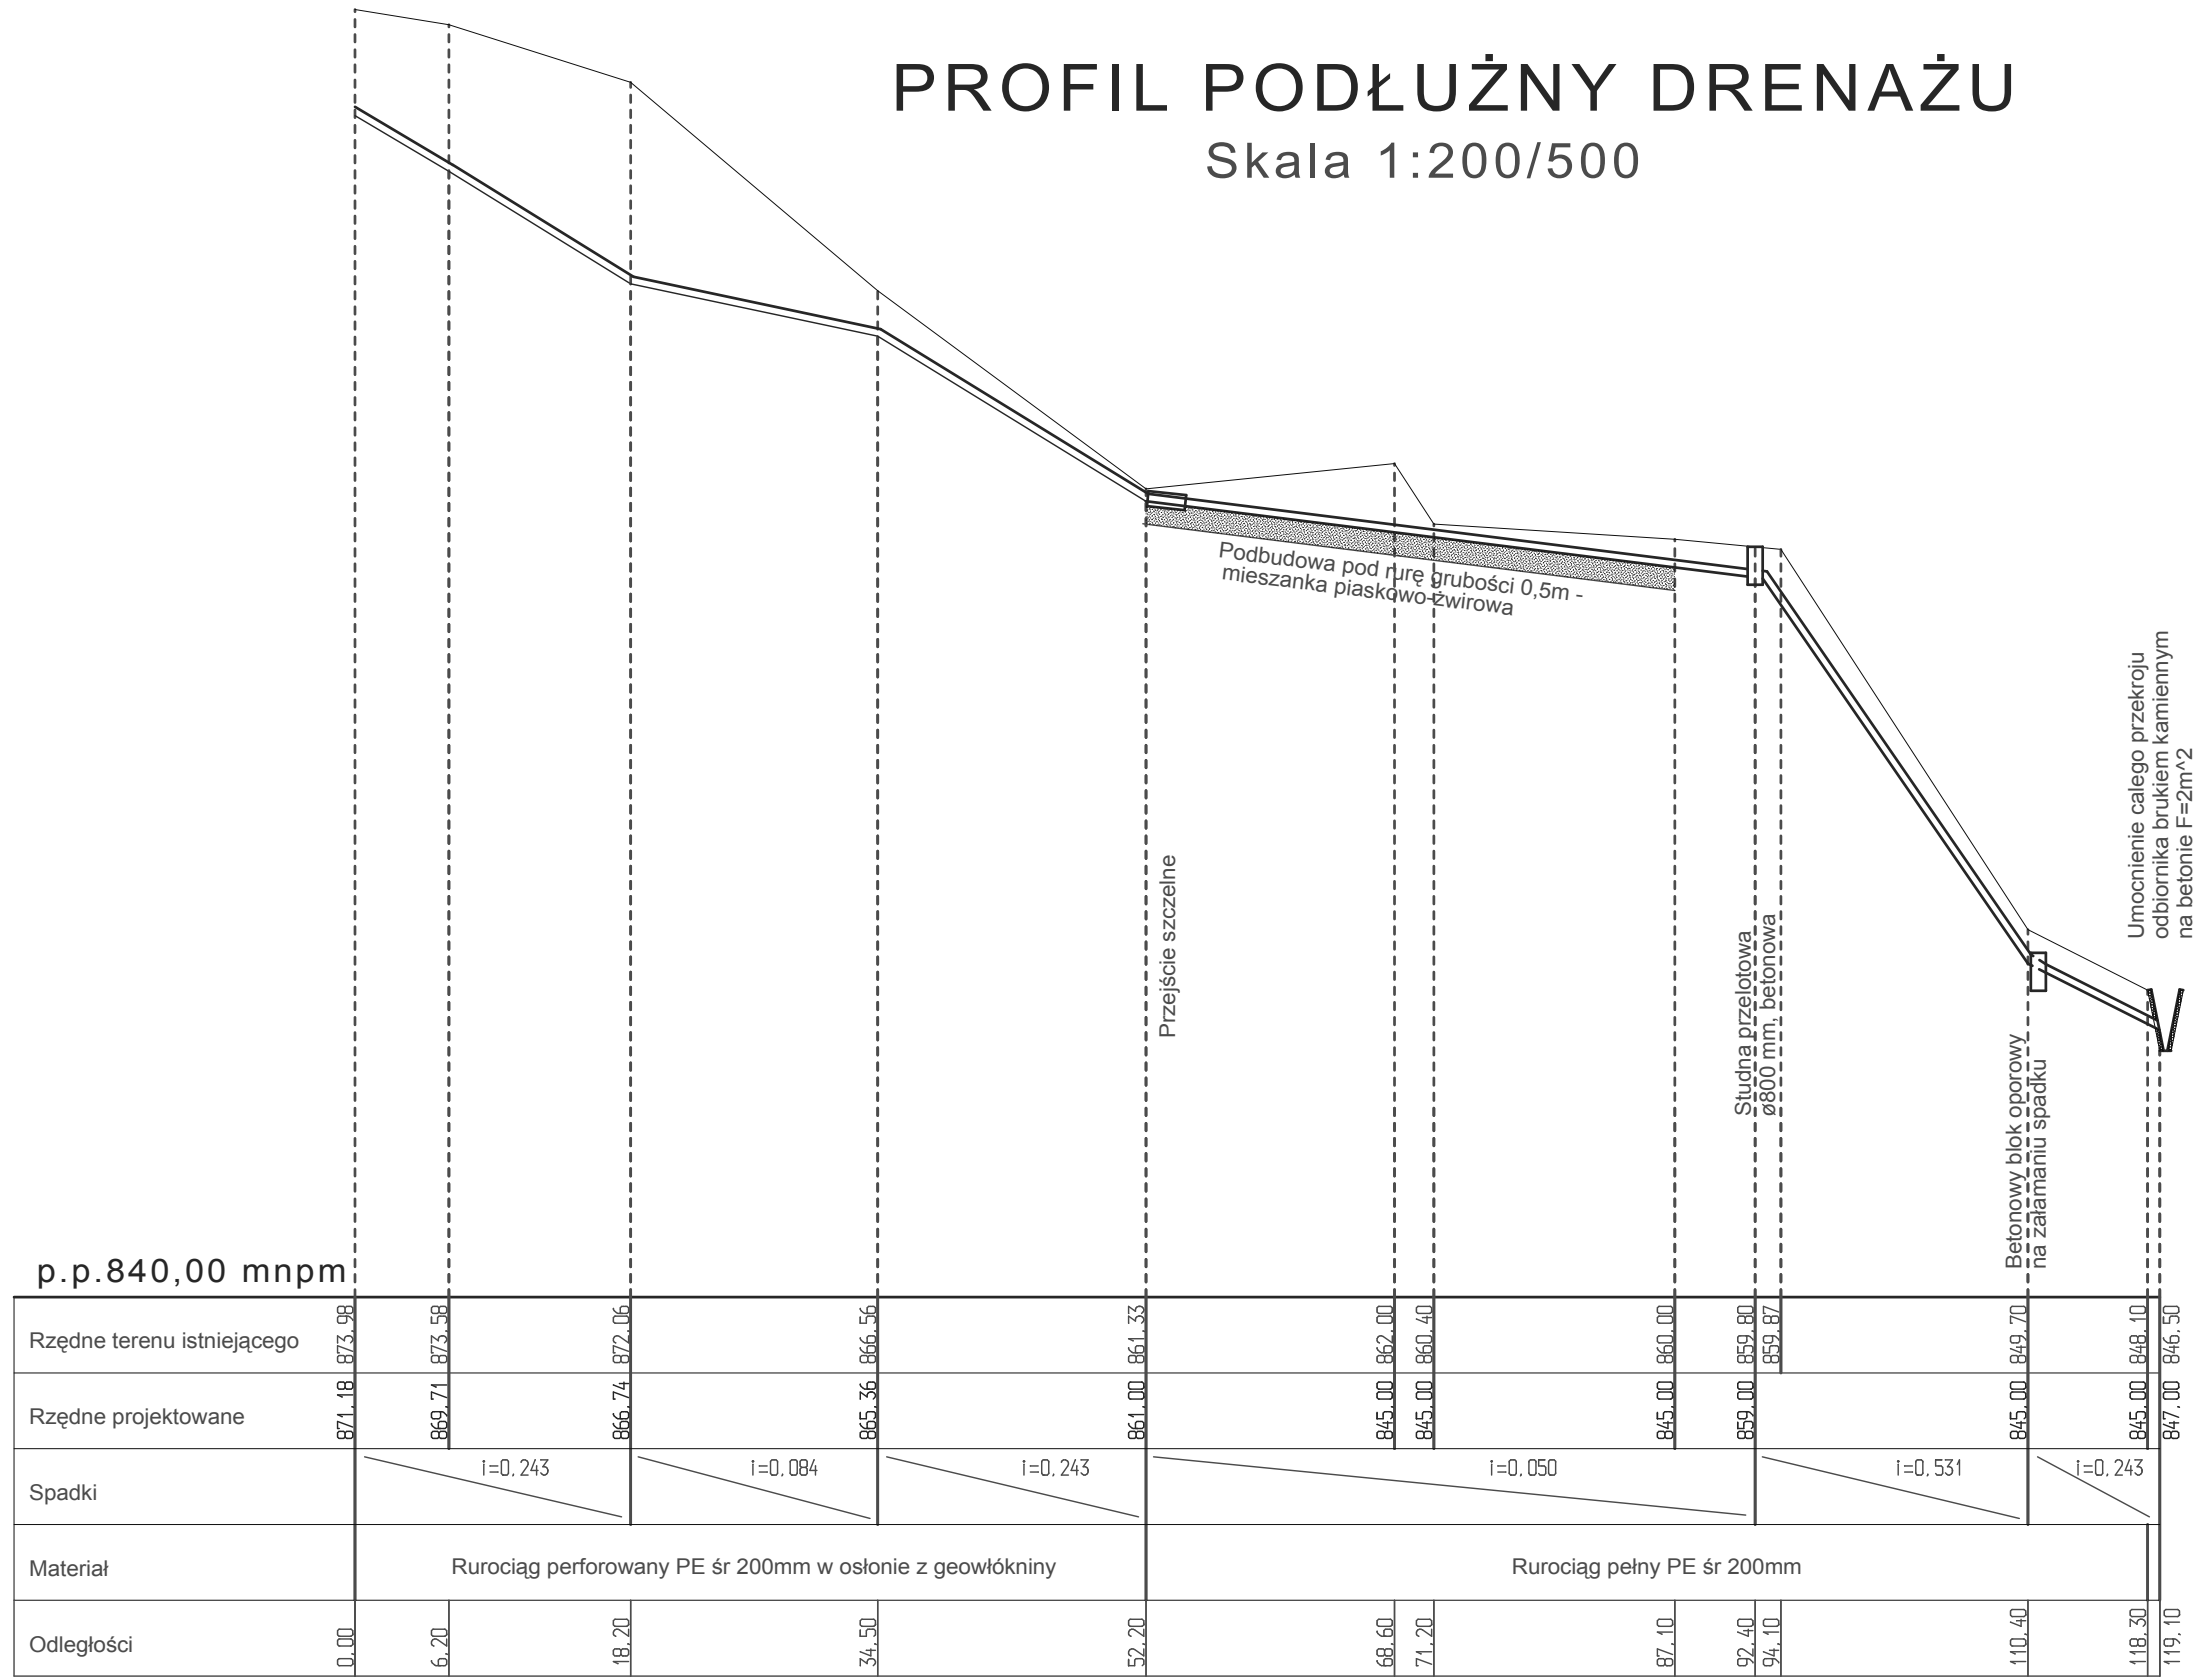 PROFIL PODŁUŻNY DRENAŻU
Skala 1:200/500
Podbudowa pod rurę grubości 0,5m -
mieszanka piaskowo-żwirowa
Przejście szczelne
Studna przelotowa
ø800 mm, betonowa
Betonowy blok oporowy
na załamaniu spadku
Umocnienie calego przekroju
odbiornika brukiem kamiennym
na betonie F=2m^2
p.p.840,00 mnpm
Rzędne terenu istniejącego 873,98 873,58 872,06 866,56 861,33 862,00 860,40 860,00 859,80 859,87 849,70 848,10 846,50
Rzędne projektowane 871,18 869,71 866,74 865,36 861,00 845,00 845,00 845,00 859,00 845,00 845,00 847,00
Spadki i=0,243 i=0,084 i=0,243 i=0,050 i=0,531 i=0,243
Materiał Rurociąg perforowany PE śr 200mm w osłonie z geowłókniny Rurociąg pełny PE śr 200mm
Odległości 0,00 6,20 18,20 34,50 52,20 68,60 71,20 87,10 92,40 94,10 110,40 118,30 119,10